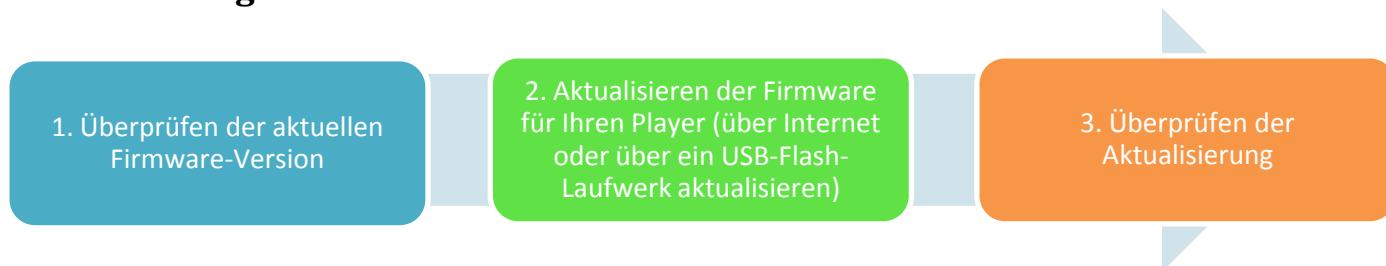 1. Überprüfen der aktuellen
Firmware-Version
2. Aktualisieren der Firmware
für Ihren Player (über Internet
oder über ein USB-Flash-
Laufwerk aktualisieren)
3. Überprüfen der
Aktualisierung